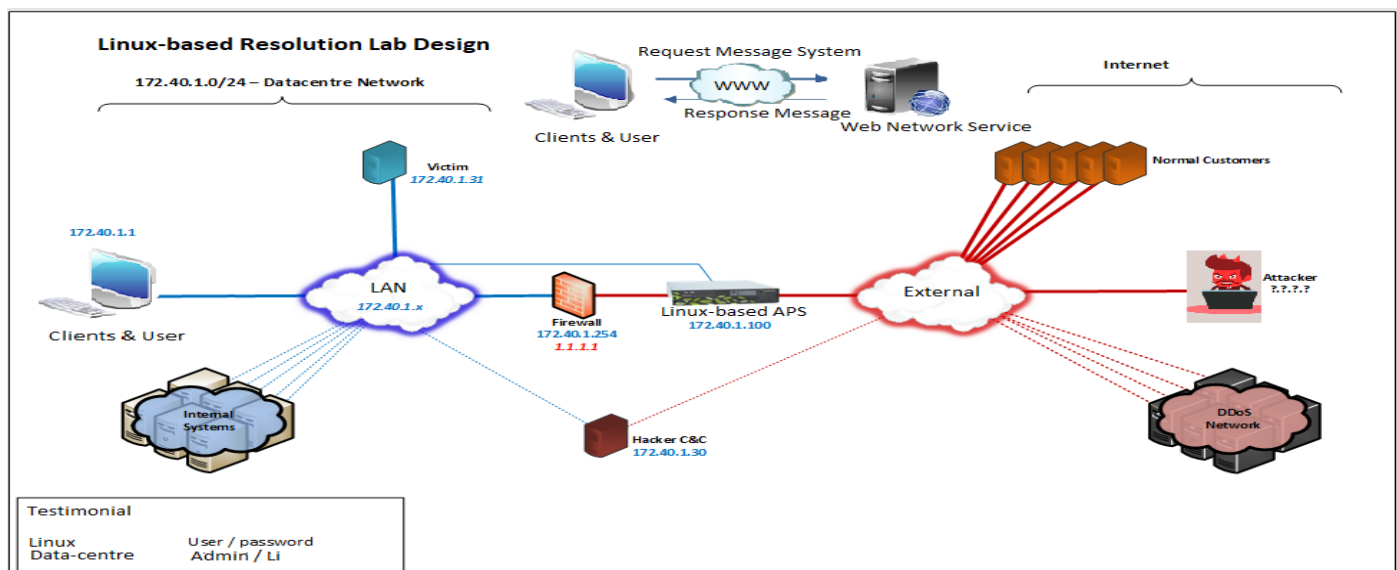 Linux-based Resolution Lab Design
172.40.1.0/24 – Datacentre Network
Request Message System
WWW
Response Message
Clients & User
Web Network Service
Internet
Normal Customers
Victim
172.40.1.31
172.40.1.1
Clients & User
LAN
172.40.1.x
Firewall
172.40.1.254
1.1.1.1
Linux-based APS
172.40.1.100
External
Attacker
?.?.?.?
Internal
Systems
Hacker C&C
172.40.1.30
DDoS
Network
Testimonial
Linux User / password
Data-centre Admin / Li